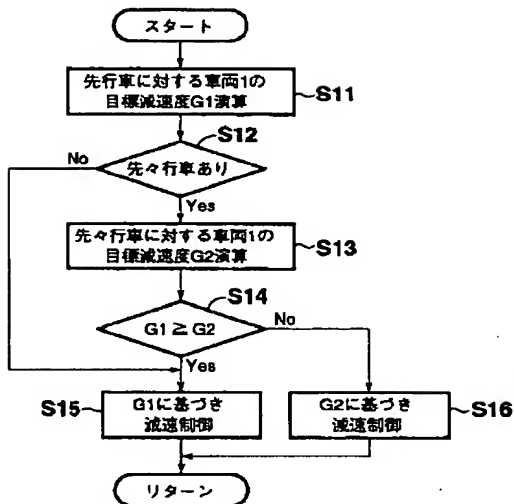 スタート
先行車に対する車両1の
目標減速度G1演算
S11
S12
No
先々行車あり
Yes
先々行車に対する車両1の
目標減速度G2演算
S13
S14
G1≧G2
No
Yes
S15
G1に基づき
減速制御
G2に基づき
減速制御
S16
リターン